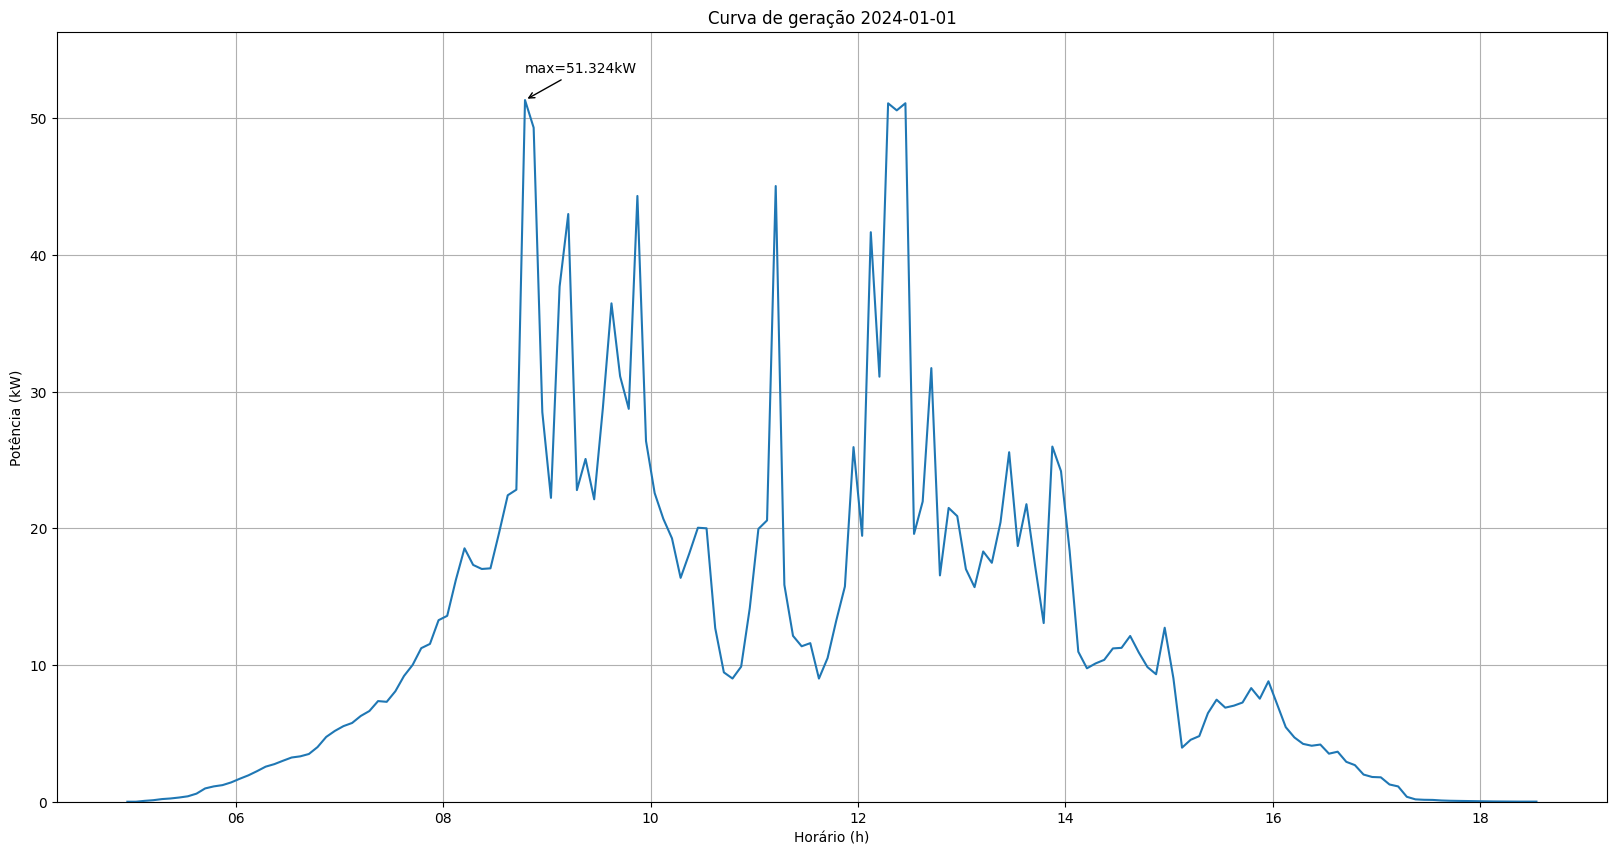 Curva de geração 2024-01-01
max=51.324kW
50
40
30
20
10
0
Potência (kW)
06 08 10 12 14 16 18
Horário (h)